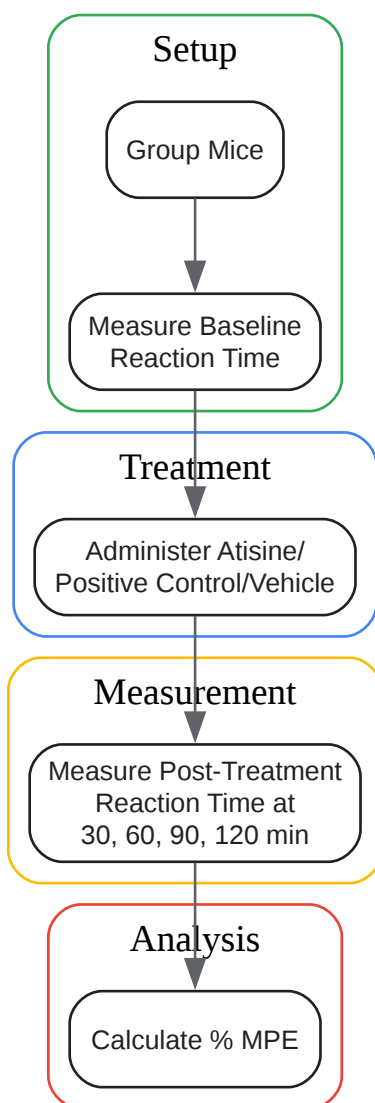 Setup
Group Mice
Measure Baseline
Reaction Time
Treatment
Administer Atisine/
Positive Control/Vehicle
Measurement
Measure Post-Treatment
Reaction Time at
30, 60, 90, 120 min
Analysis
Calculate % MPE